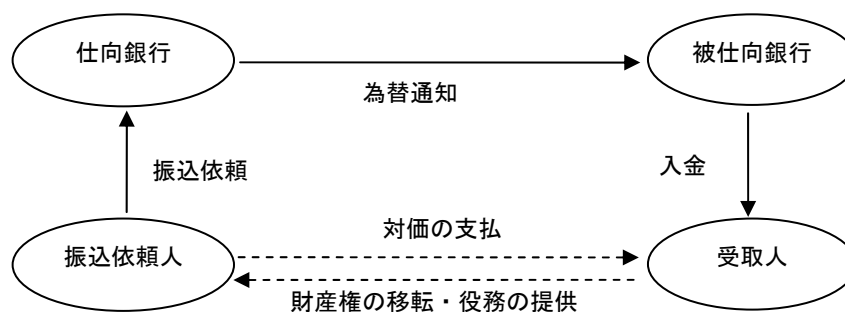 仕向銀行
被仕向銀行
為替通知
振込依頼
入金
対価の支払
振込依頼人
受取人
財産権の移転・役務の提供